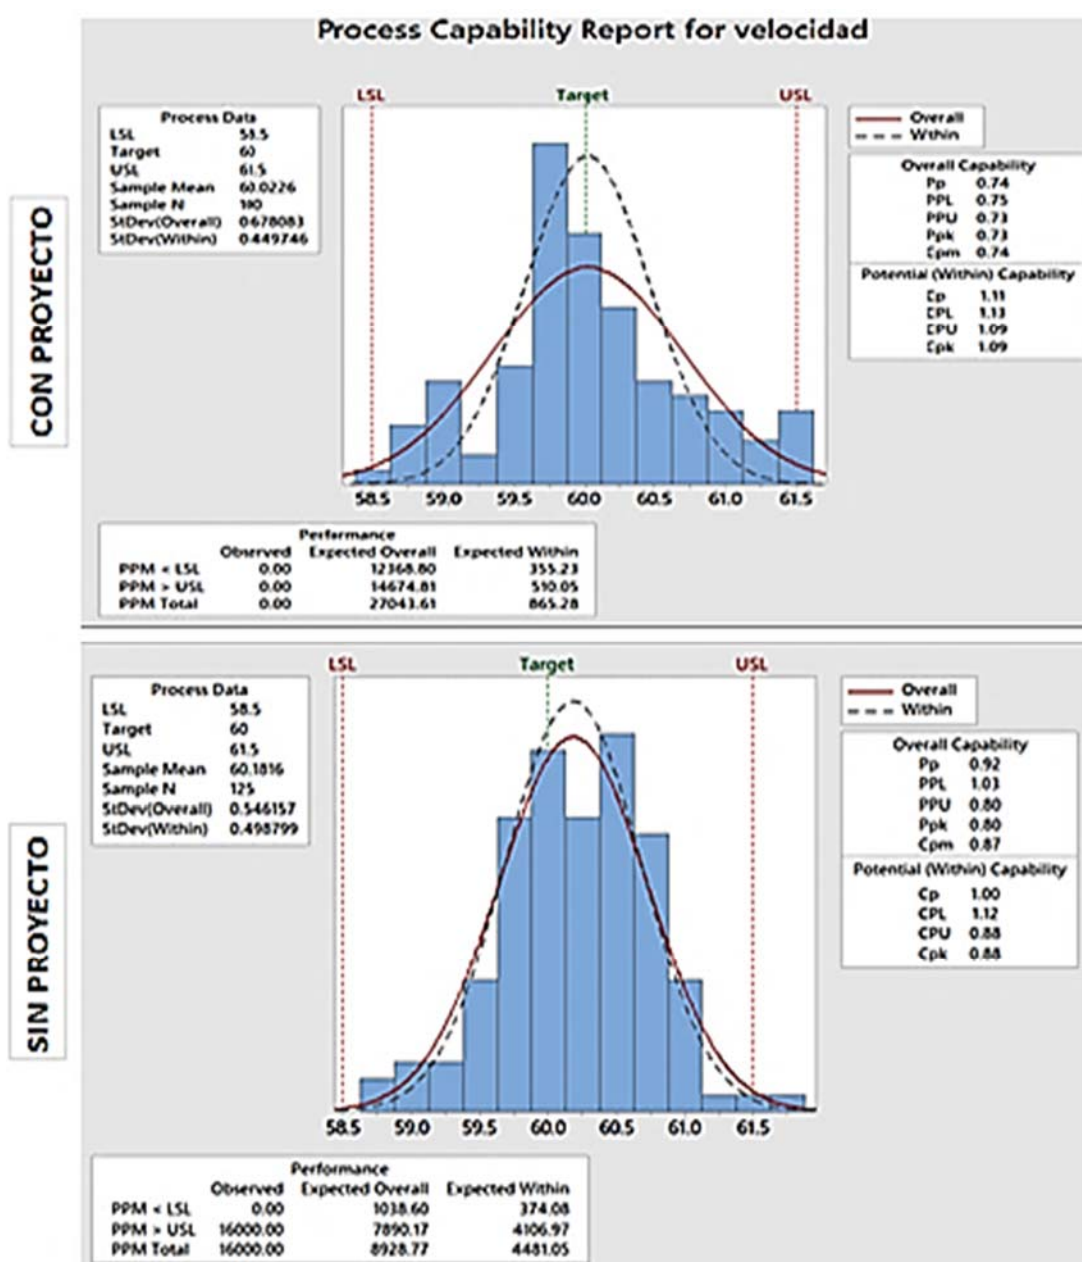 Process Capability Report for velocidad
CON PROYECTO
LSL Target USL
Process Data
LSL 58.5
Target 60
USL 61.5
Sample Mean 60.0226
Sample N
StDev(Overall) 0.678083
StDev(Within) 0.449746
Overall
Within
Overall Capability
Pp 0.74
PPL 0.75
PPU 0.73
Ppk 0.73
Cpm 0.74
Potential (Within) Capability
Cp 1.11
CPL 1.13
CPU 1.09
Cpk 1.09
58.5 59.0 59.5 60.0 60.5 61.0 61.5
Performance
Observed Expected Overall Expected Within
PPM < LSL 0.00 12368.80 355.23
PPM > USL 0.00 14674.81 510.05
PPM Total 0.00 27043.61 865.28
SIN PROYECTO
LSL Target USL
Process Data
LSL 58.5
Target 60
USL 61.5
Sample Mean 60.1816
Sample N 125
StDev(Overall) 0.546157
StDev(Within) 0.498799
Overall
Within
Overall Capability
Pp 0.92
PPL 1.03
PPU 0.80
Ppk 0.80
Cpm 0.87
Potential (Within) Capability
Cp 1.00
CPL 1.12
CPU 0.88
Cpk 0.88
58.5 59.0 59.5 60.0 60.5 61.0 61.5
Performance
Observed Expected Overall Expected Within
PPM < LSL 0.00 1038.60 374.08
PPM > USL 16000.00 7890.17 4106.97
PPM Total 16000.00 8928.77 4481.05